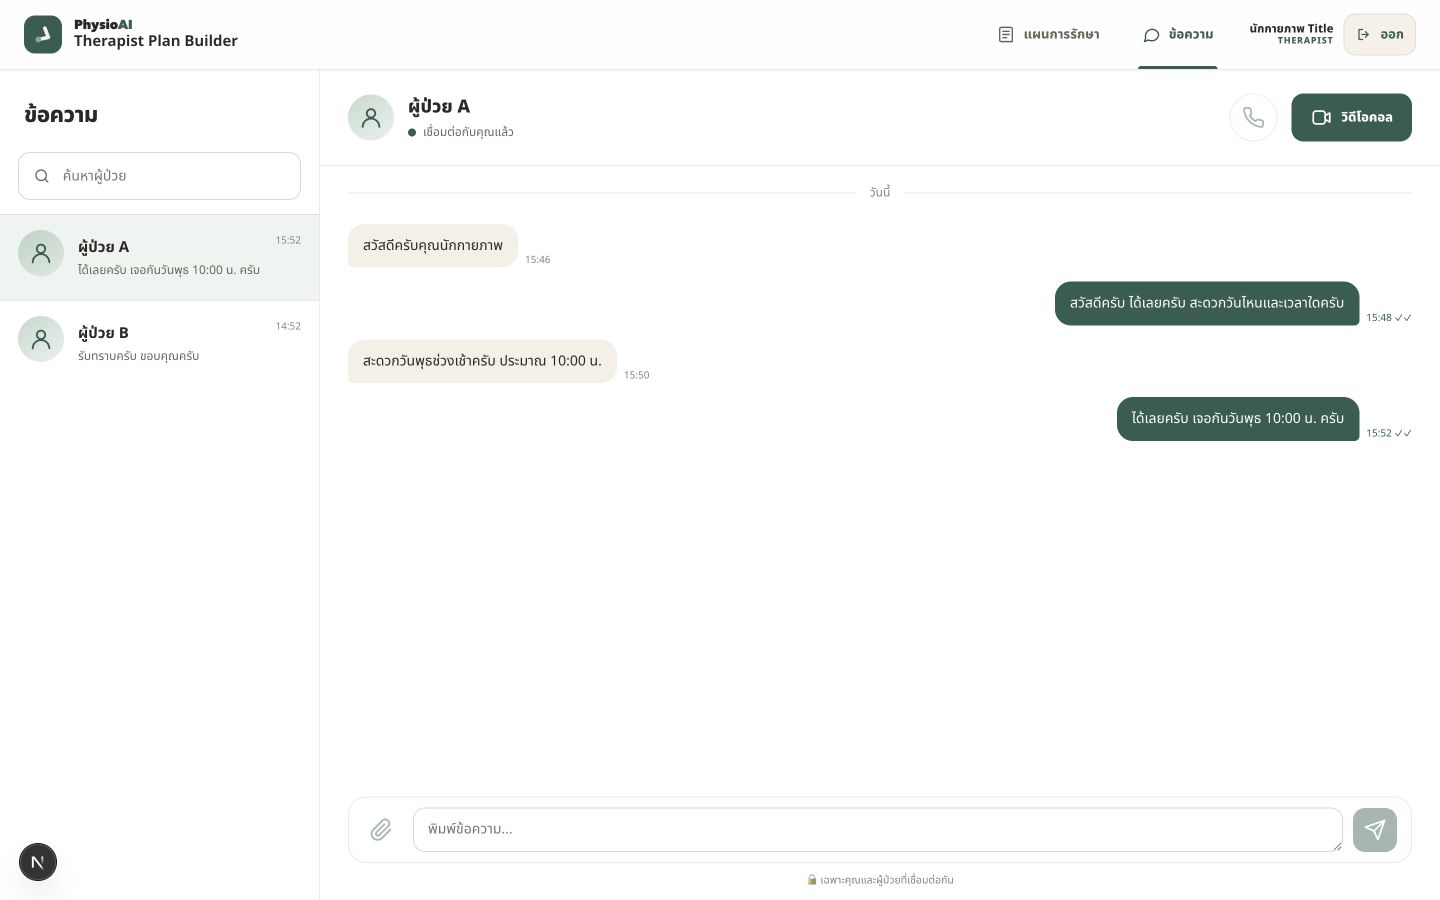 PhysioAI
Therapist Plan Builder
แผนการรักษา
ข้อความ
นักกายภาพ Title
THERAPIST
ออก
ข้อความ
ค้นหาผู้ป่วย
ผู้ป่วย A
15:52
ได้เลยครับ เจอกันวันพุธ 10:00 น. ครับ
ผู้ป่วย B
14:52
รับทราบครับ ขอบคุณครับ
ผู้ป่วย A
เชื่อมต่อกับคุณแล้ว
วิดีโอคอล
วันนี้
สวัสดีครับคุณนักกายภาพ
15:46
สวัสดีครับ ได้เลยครับ สะดวกวันไหนและเวลาใดครับ
15:48 ✓✓
สะดวกวันพุธช่วงเช้าครับ ประมาณ 10:00 น.
15:50
ได้เลยครับ เจอกันวันพุธ 10:00 น. ครับ
15:52 ✓✓
พิมพ์ข้อความ...
🔒 เฉพาะคุณและผู้ป่วยที่เชื่อมต่อกัน
N